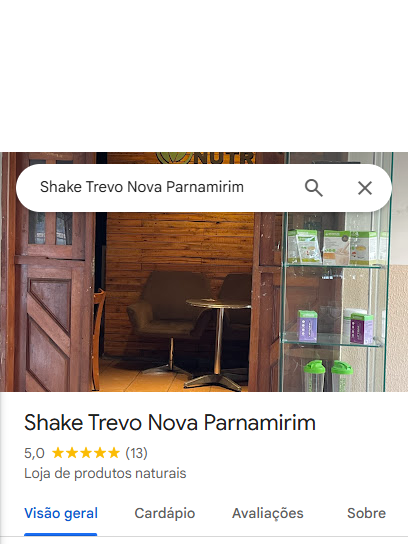 NUTR
Shake Trevo Nova Parnamirim
Shake Trevo Nova Parnamirim
5,0 ★★★★★ (13)
Loja de produtos naturais
Visão geral Cardápio Avaliações Sobre